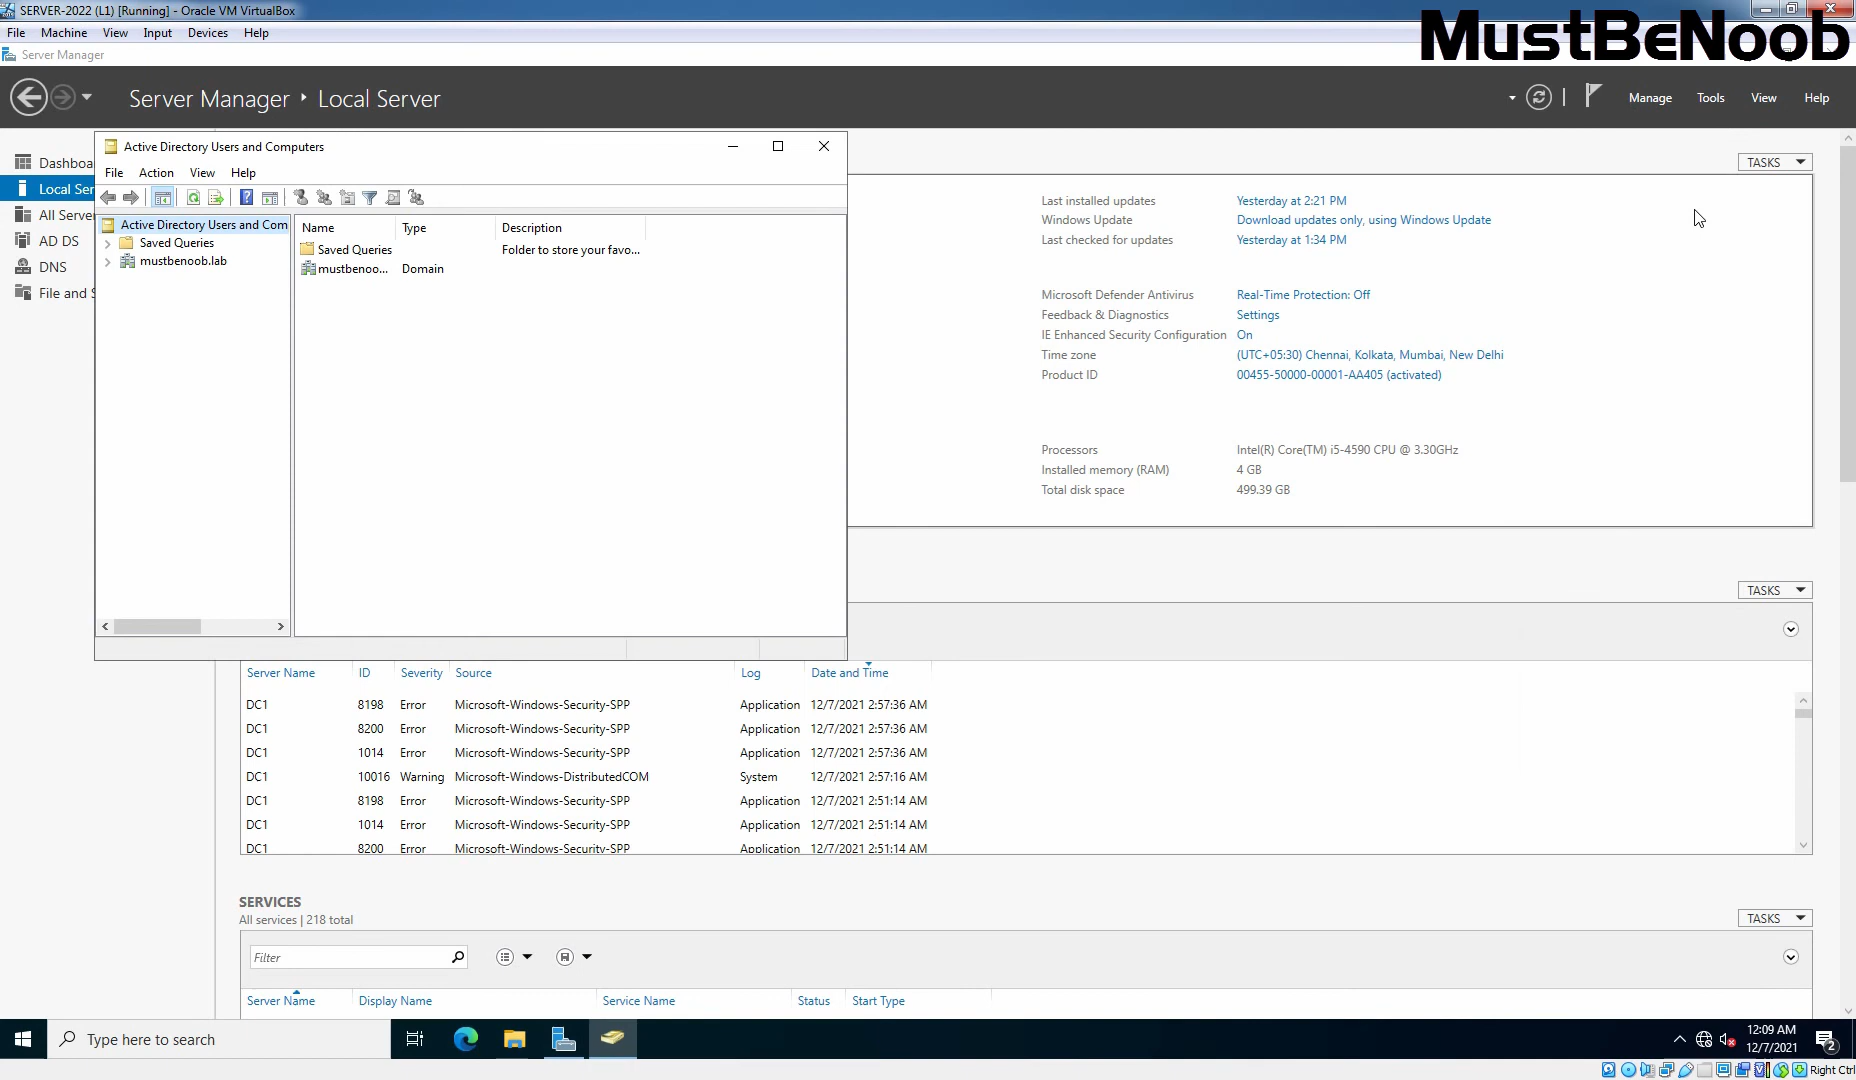 SERVER-2022 (L1) [Running] - Oracle VM VirtualBox
File Machine View Input Devices Help
MustBeNoob
Server Manager
Server Manager ‣ Local Server
Manage Tools View Help
Active Directory Users and Computers
File Action View Help
Dashboa
Local Ser
All Serve
AD DS
DNS
File and S
Active Directory Users and Com
Saved Queries
mustbenoob.lab
Name Type Description
Saved Queries Folder to store your favo...
mustbenoo... Domain
TASKS
Last installed updates Yesterday at 2:21 PM
Windows Update Download updates only, using Windows Update
Last checked for updates Yesterday at 1:34 PM
Microsoft Defender Antivirus Real-Time Protection: Off
Feedback & Diagnostics Settings
IE Enhanced Security Configuration On
Time zone (UTC+05:30) Chennai, Kolkata, Mumbai, New Delhi
Product ID 00455-50000-00001-AA405 (activated)
Processors Intel(R) Core(TM) i5-4590 CPU @ 3.30GHz
Installed memory (RAM) 4 GB
Total disk space 499.39 GB
TASKS
Server Name ID Severity Source Log Date and Time
DC1 8198 Error Microsoft-Windows-Security-SPP Application 12/7/2021 2:57:36 AM
DC1 8200 Error Microsoft-Windows-Security-SPP Application 12/7/2021 2:57:36 AM
DC1 1014 Error Microsoft-Windows-Security-SPP Application 12/7/2021 2:57:36 AM
DC1 10016 Warning Microsoft-Windows-DistributedCOM System 12/7/2021 2:57:16 AM
DC1 8198 Error Microsoft-Windows-Security-SPP Application 12/7/2021 2:51:14 AM
DC1 1014 Error Microsoft-Windows-Security-SPP Application 12/7/2021 2:51:14 AM
DC1 8200 Error Microsoft-Windows-Security-SPP Application 12/7/2021 2:51:14 AM
SERVICES
All services | 218 total
TASKS
Filter
Server Name Display Name Service Name Status Start Type
Type here to search
12:09 AM
12/7/2021
2
Right Ctrl